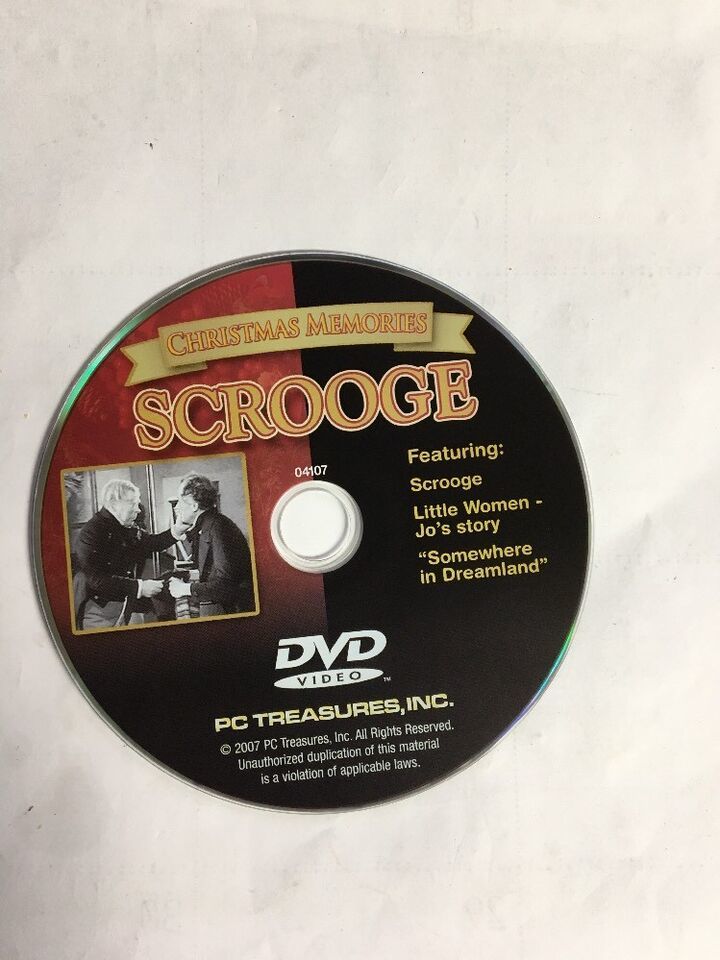 CHRISTMAS MEMORIES
SCROOGE
04107
Featuring:
Scrooge
Little Women -
Jo's story
“Somewhere
in Dreamland”
DVD
VIDEO™
PC TREASURES, INC.
© 2007 PC Treasures, Inc. All Rights Reserved.
Unauthorized duplication of this material
is a violation of applicable laws.